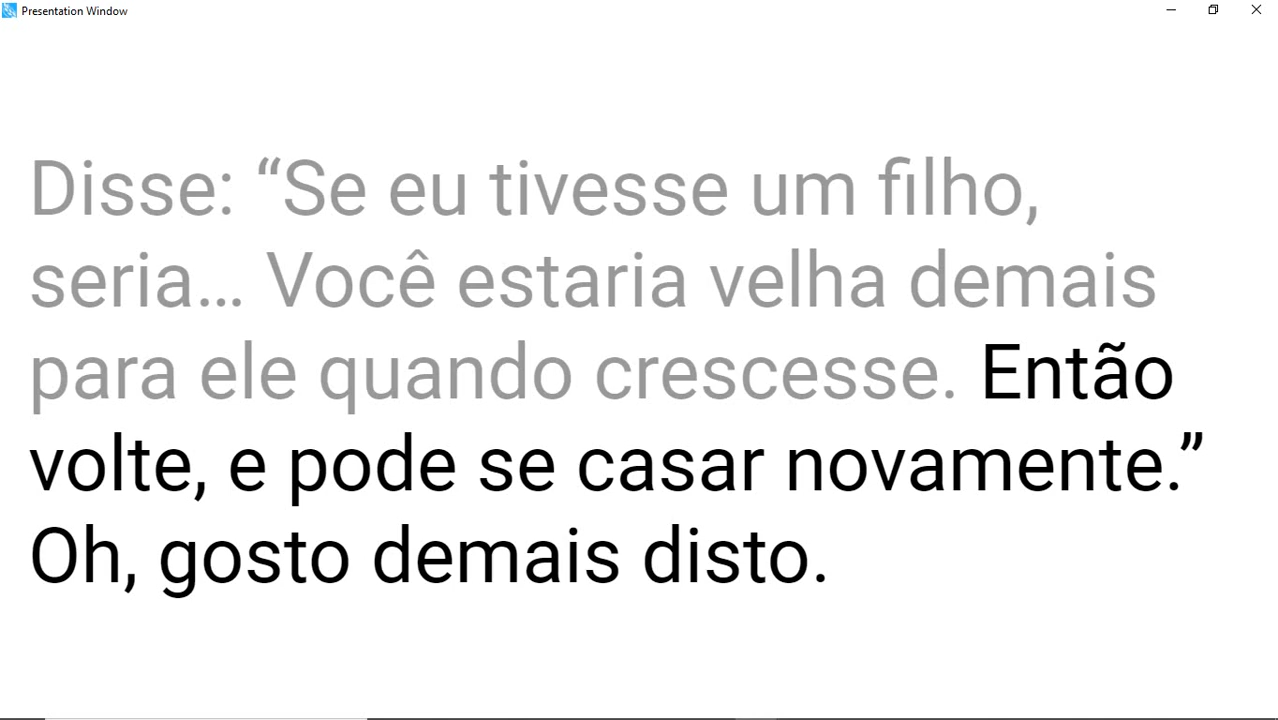 Presentation Window
Disse: “Se eu tivesse um filho,
seria... Você estaria velha demais
para ele quando crescesse. Então
volte, e pode se casar novamente.”
Oh, gosto demais disto.